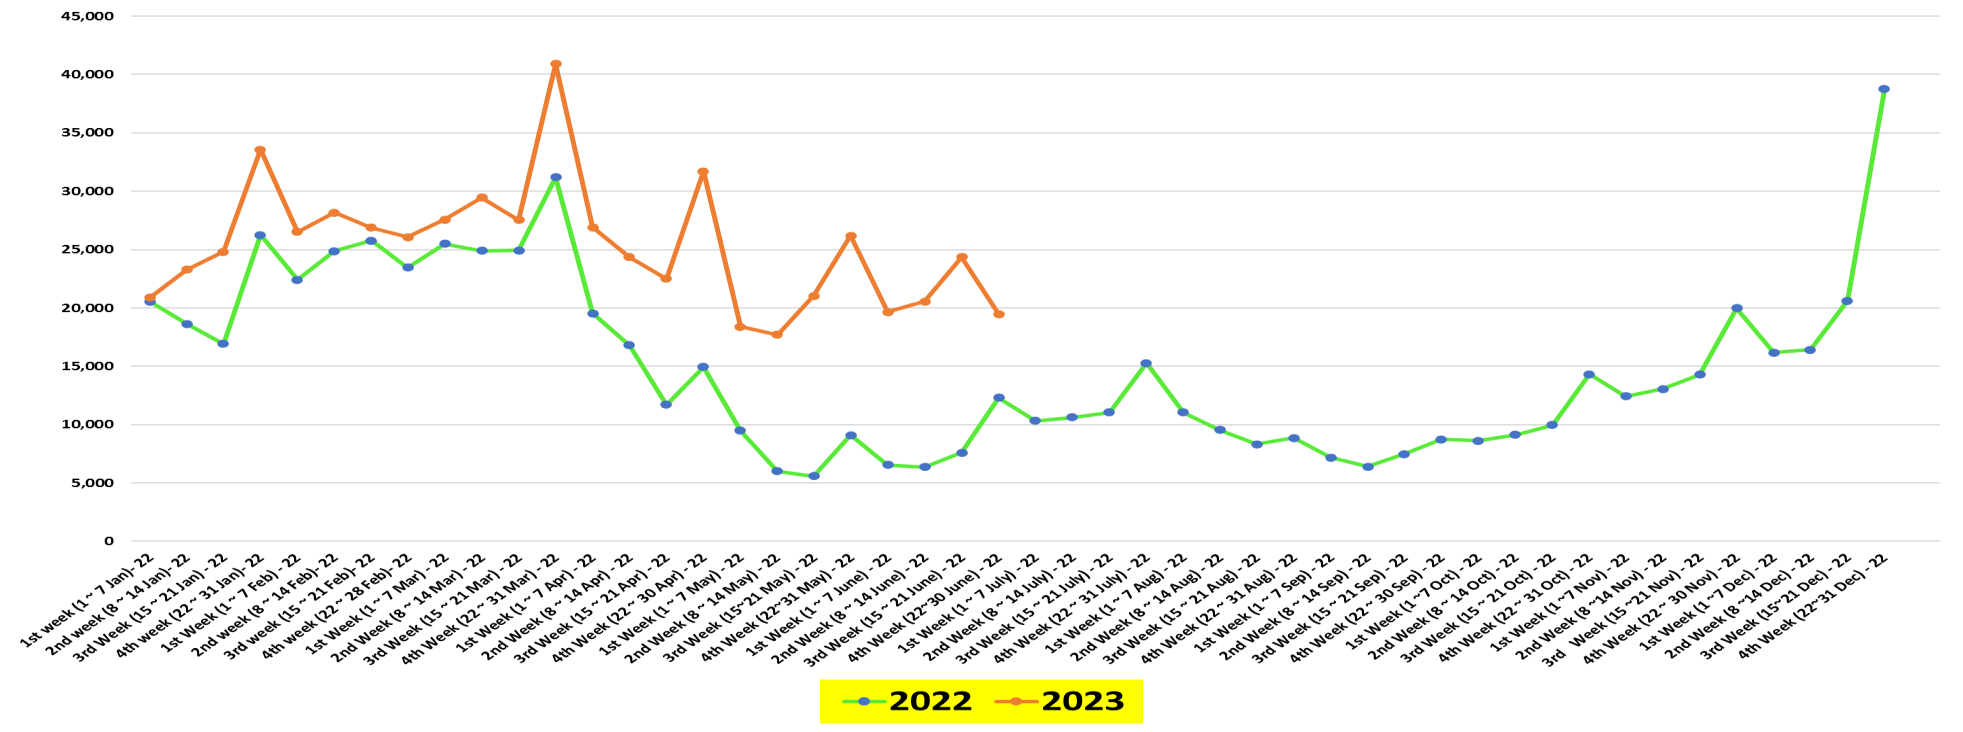 45,000
40,000
35,000
30,000
25,000
20,000
15,000
10,000
5,000
0
1st week (1 ~ 7 Jan)- 22
2nd week (8 ~ 14 Jan)- 22
3rd Week (15 ~ 21 Jan) - 22
4th week (22 ~ 31 Jan)- 22
1st Week (1 ~ 7 Feb) - 22
2nd week (8 ~ 14 Feb)- 22
3rd week (15 ~ 21 Feb)- 22
4th week (22 ~ 28 Feb)- 22
1st Week (1 ~ 7 Mar) - 22
2nd Week (8 ~ 14 Mar) - 22
3rd Week (15 ~ 21 Mar) - 22
4th Week (22 ~ 31 Mar) - 22
1st Week (1 ~ 7 Apr) - 22
2nd Week (8 ~ 14 Apr) - 22
3rd Week (15 ~ 21 Apr) - 22
4th Week (22 ~ 30 Apr) - 22
1st Week (1 ~ 7 May) - 22
2nd Week (8 ~ 14 May) - 22
3rd Week (15~ 21 May) - 22
4th Week (22~31 May) - 22
1st Week (1 ~ 7 June) - 22
2nd Week (8 ~ 14 June) - 22
3rd Week (15 ~ 21 June) - 22
4th Week (22~ 30 June) - 22
1st Week (1 ~ 7 July) - 22
2nd Week (8 ~ 14 July) - 22
3rd Week (15 ~ 21 July) - 22
4th Week (22 ~ 31 July) - 22
1st Week (1 ~ 7 Aug) - 22
2nd Week (8 ~ 14 Aug) - 22
3rd Week (15 ~ 21 Aug) - 22
4th Week (22 ~ 31 Aug) - 22
1st Week (1 ~ 7 Sep) - 22
2nd Week (8 ~ 14 Sep) - 22
3rd Week (15 ~ 21 Sep) - 22
4th Week (22 ~ 30 Sep) - 22
1st Week (1 ~7 Oct) - 22
2nd Week (8 ~ 14 Oct) - 22
3rd Week (15 ~ 21 Oct) - 22
4th Week (22 ~ 31 Oct) - 22
1st Week (1 ~7 Nov) - 22
2nd Week (8 ~14 Nov) - 22
3rd Week (15 ~21 Nov) - 22
4th Week (22 ~ 30 Nov) - 22
1st Week (1 ~7 Dec) - 22
2nd Week (8 ~14 Dec) - 22
3rd Week (15~21 Dec) - 22
4th Week (22~31 Dec) - 22
2022
2023